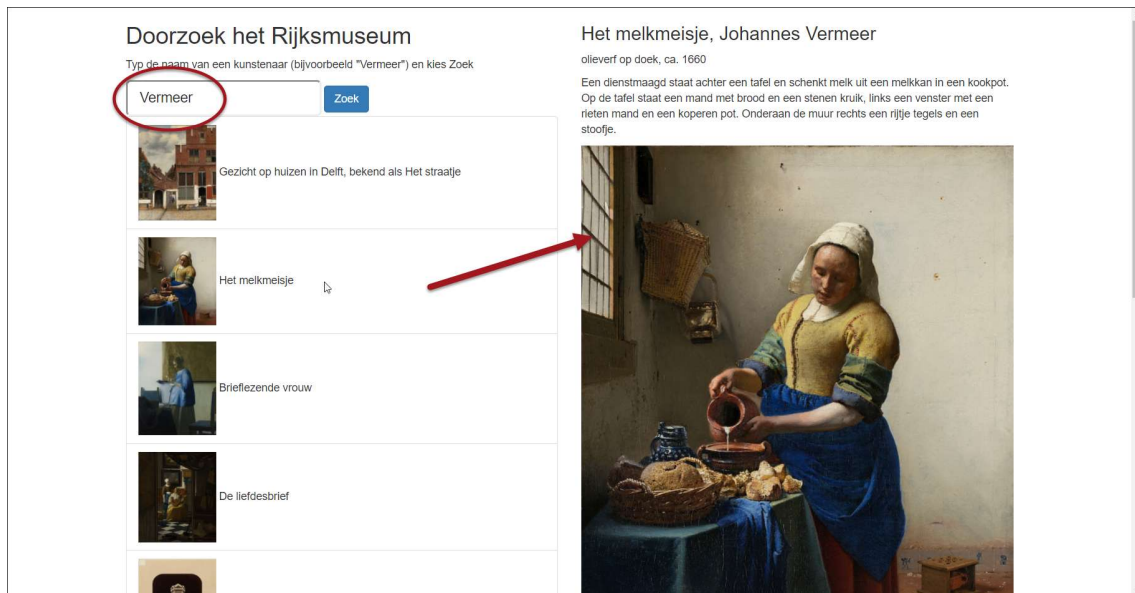 Doorzoek het Rijksmuseum
Typ de naam van een kunstenaar (bijvoorbeeld "Vermeer") en kies Zoek
Vermeer
Zoek
Gezicht op huizen in Delft, bekend als Het straatje
Het melkmeisje
Brieflezende vrouw
De liefdesbrief
Het melkmeisje, Johannes Vermeer
olieverf op doek, ca. 1660
Een dienstmaagd staat achter een tafel en schenkt melk uit een melkkan in een kookpot.
Op de tafel staat een mand met brood en een stenen kruik, links een venster met een
rieten mand en een koperen pot. Onderaan de muur rechts een rijtje tegels en een
stoofje.